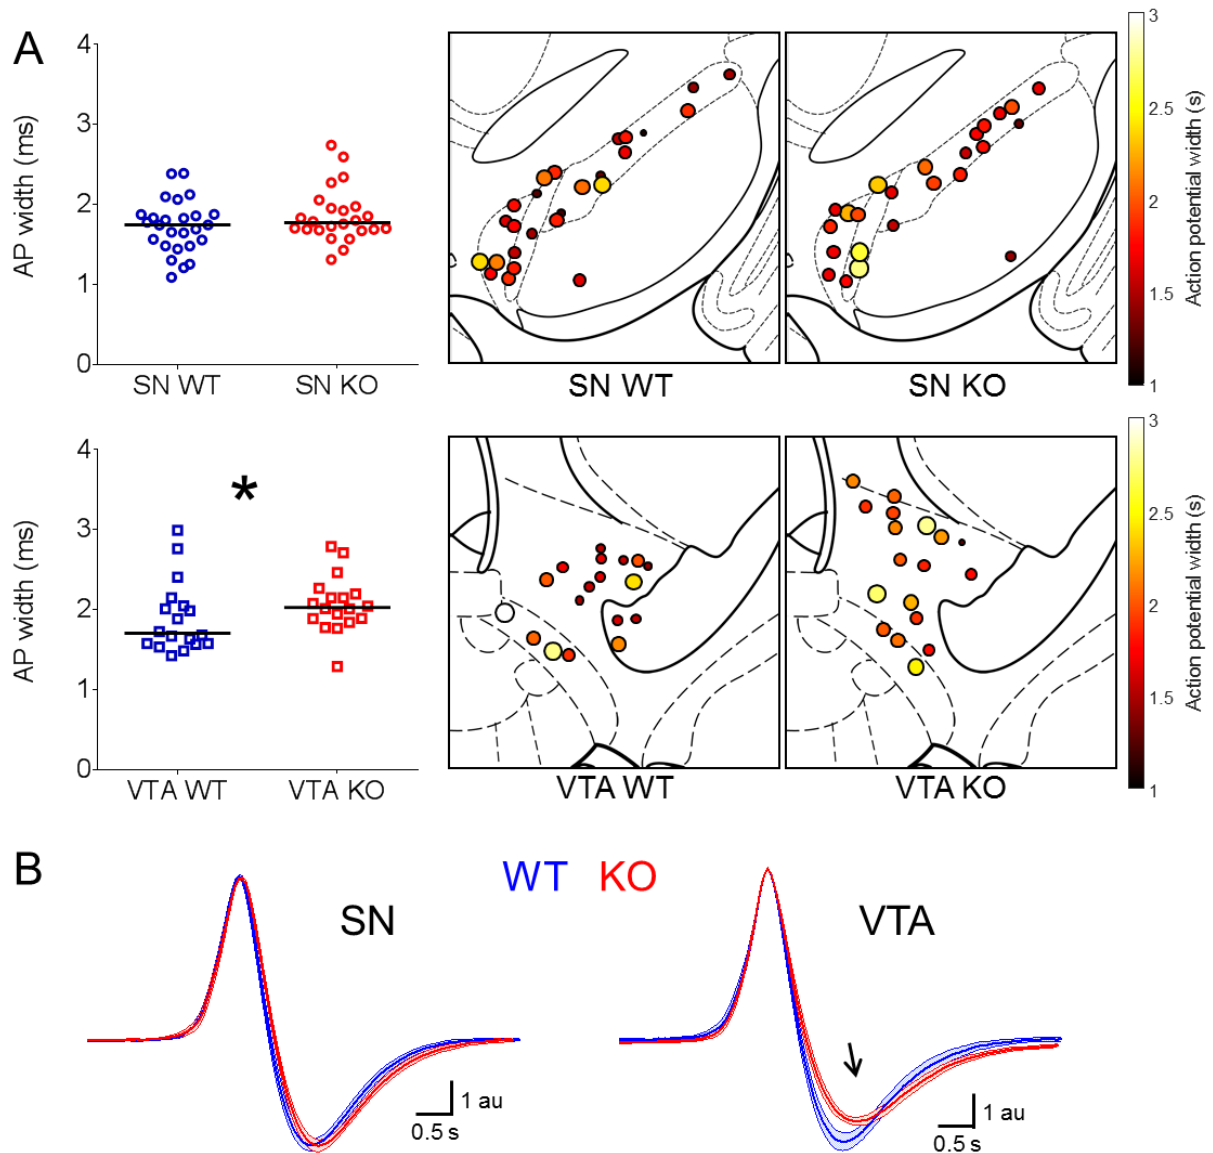 A
AP width (ms)
4
3
2
1
0
SN WT
SN KO
SN WT
SN KO
3
2.5
2
1.5
1
Action potential width (s)
AP width (ms)
4
3
2
1
0
*
VTA WT
VTA KO
VTA WT
VTA KO
3
2.5
2
1.5
1
Action potential width (s)
B
WT KO
SN
VTA
1 au
0.5 s
1 au
0.5 s